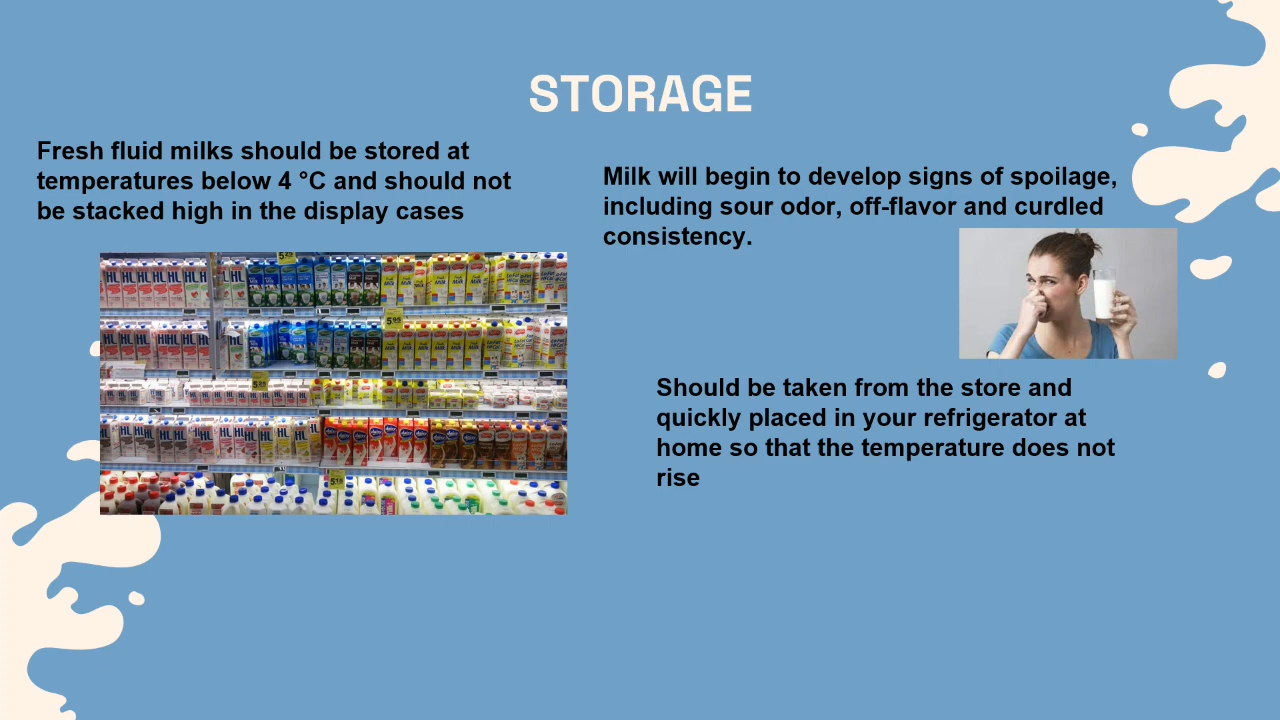 STORAGE
Fresh fluid milks should be stored at
temperatures below 4 °C and should not
be stacked high in the display cases
Milk will begin to develop signs of spoilage,
including sour odor, off-flavor and curdled
consistency.
Should be taken from the store and
quickly placed in your refrigerator at
home so that the temperature does not
rise